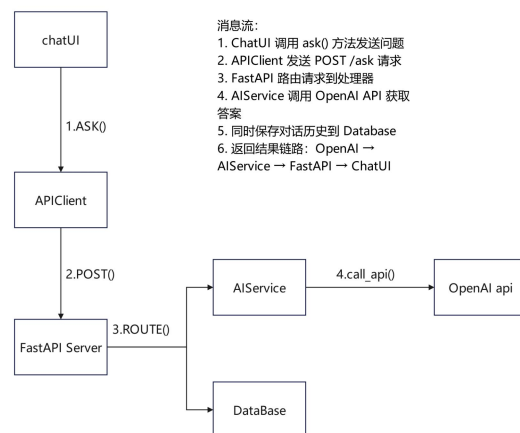 chatUI
消息流：
1. ChatUI 调用 ask() 方法发送问题
2. APIClient 发送 POST /ask 请求
3. FastAPI 路由请求到处理器
4. AIService 调用 OpenAI API 获取
答案
5. 同时保存对话历史到 Database
6. 返回结果链路：OpenAI →
AIService → FastAPI → ChatUI
1.ASK()
APIClient
2.POST()
AIService
4.call_api()
OpenAI api
3.ROUTE()
FastAPI Server
DataBase